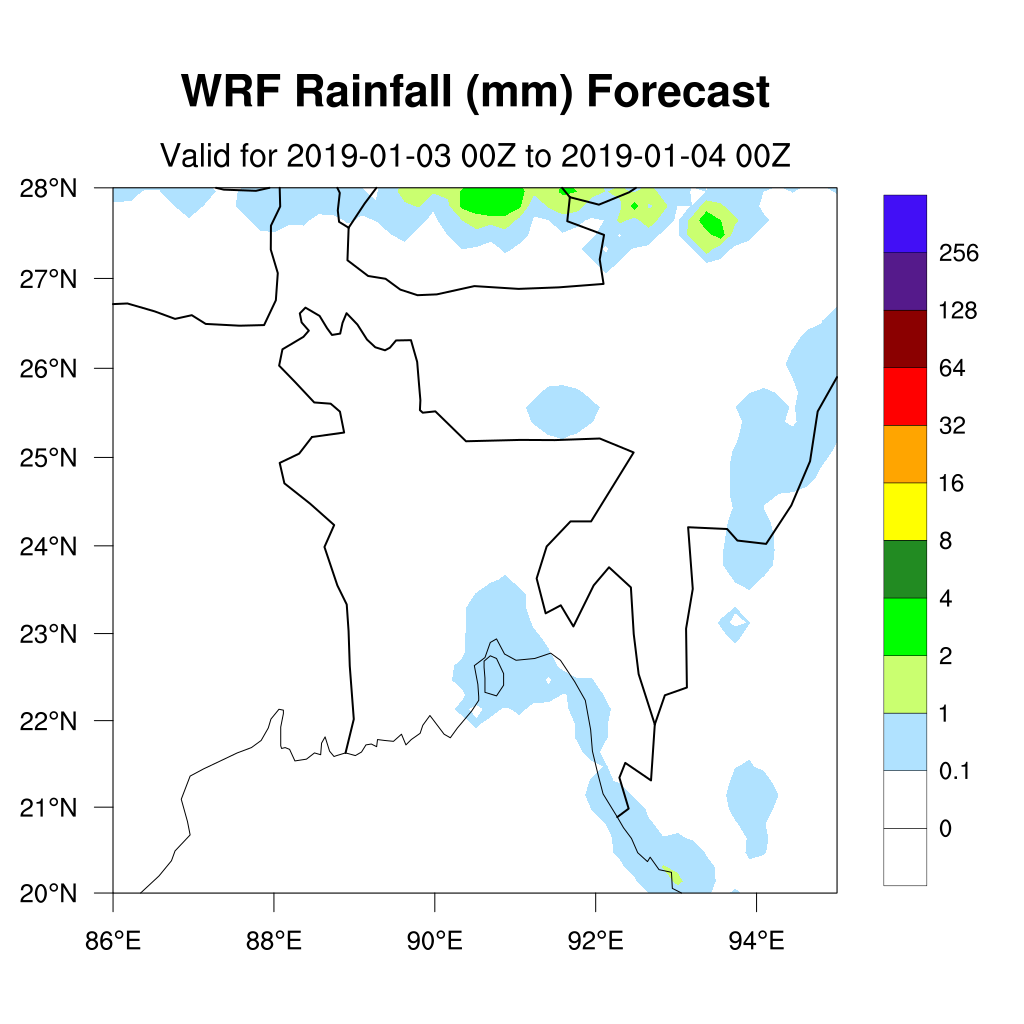 WRF Rainfall (mm) Forecast
Valid for 2019-01-03 00Z to 2019-01-04 00Z
28°N
27°N
26°N
25°N
24°N
23°N
22°N
21°N
20°N
86°E 88°E 90°E 92°E 94°E
256
128
64
32
16
8
4
2
1
0.1
0